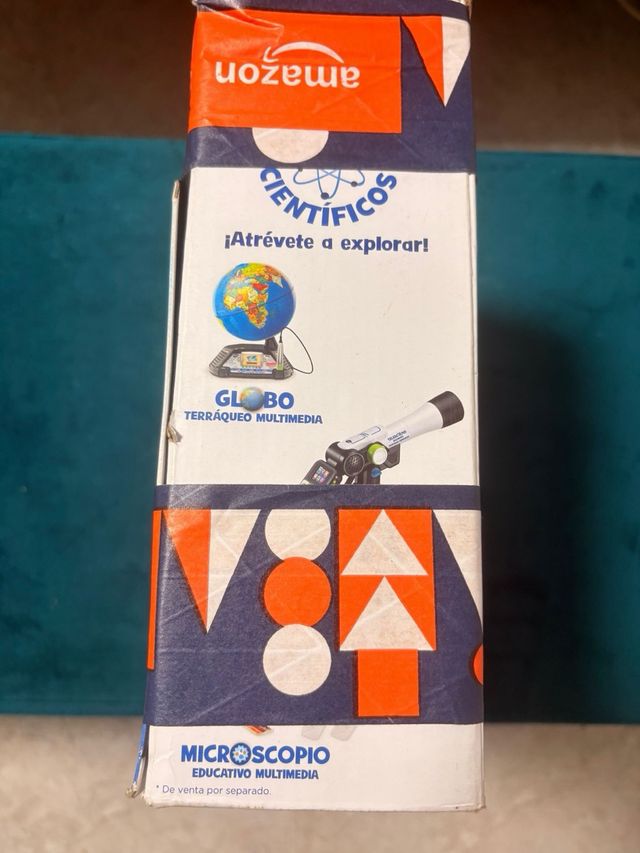 amazon
CIENTÍFICOS
¡Atrévete a explorar!
GLOBO
TERRÁQUEO MULTIMEDIA
MICROSCOPIO
EDUCATIVO MULTIMEDIA
* De venta por separado.